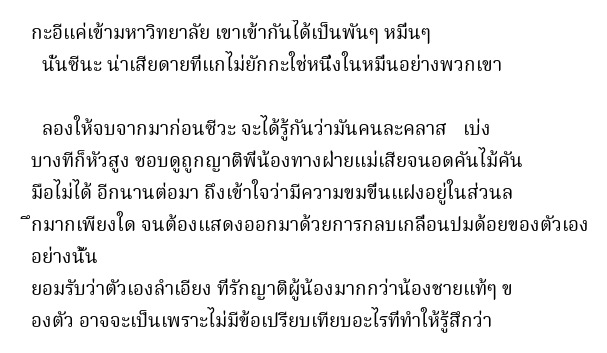 กะอีแค่เข้ามหาวิทยาลัย เขาเข้ากันได้เป็นพันๆ หมื่นๆ
นั่นซีนะ น่าเสียดายที่แกไม่ยักกะใช่หนึ่งในหมื่นอย่างพวกเขา
ลองให้จบจากมาก่อนซีวะ จะได้รู้กันว่ามันคนละคลาส เบ่ง
บางทีก็หัวสูง ชอบดูถูกญาติพี่น้องทางฝ่ายแม่เสียจนอดคันไม้คัน
มือไม่ได้ อีกนานต่อมา ถึงเข้าใจว่ามีความขมขื่นแฝงอยู่ในส่วนล
ึกมากเพียงใด จนต้องแสดงออกมาด้วยการกลบเกลื่อนปมด้อยของตัวเอง
อย่างนั้น
ยอมรับว่าตัวเองลำเอียง ที่รักญาติผู้น้องมากกว่าน้องชายแท้ๆ ข
องตัว อาจจะเป็นเพราะไม่มีข้อเปรียบเทียบอะไรที่ทำให้รู้สึกว่า